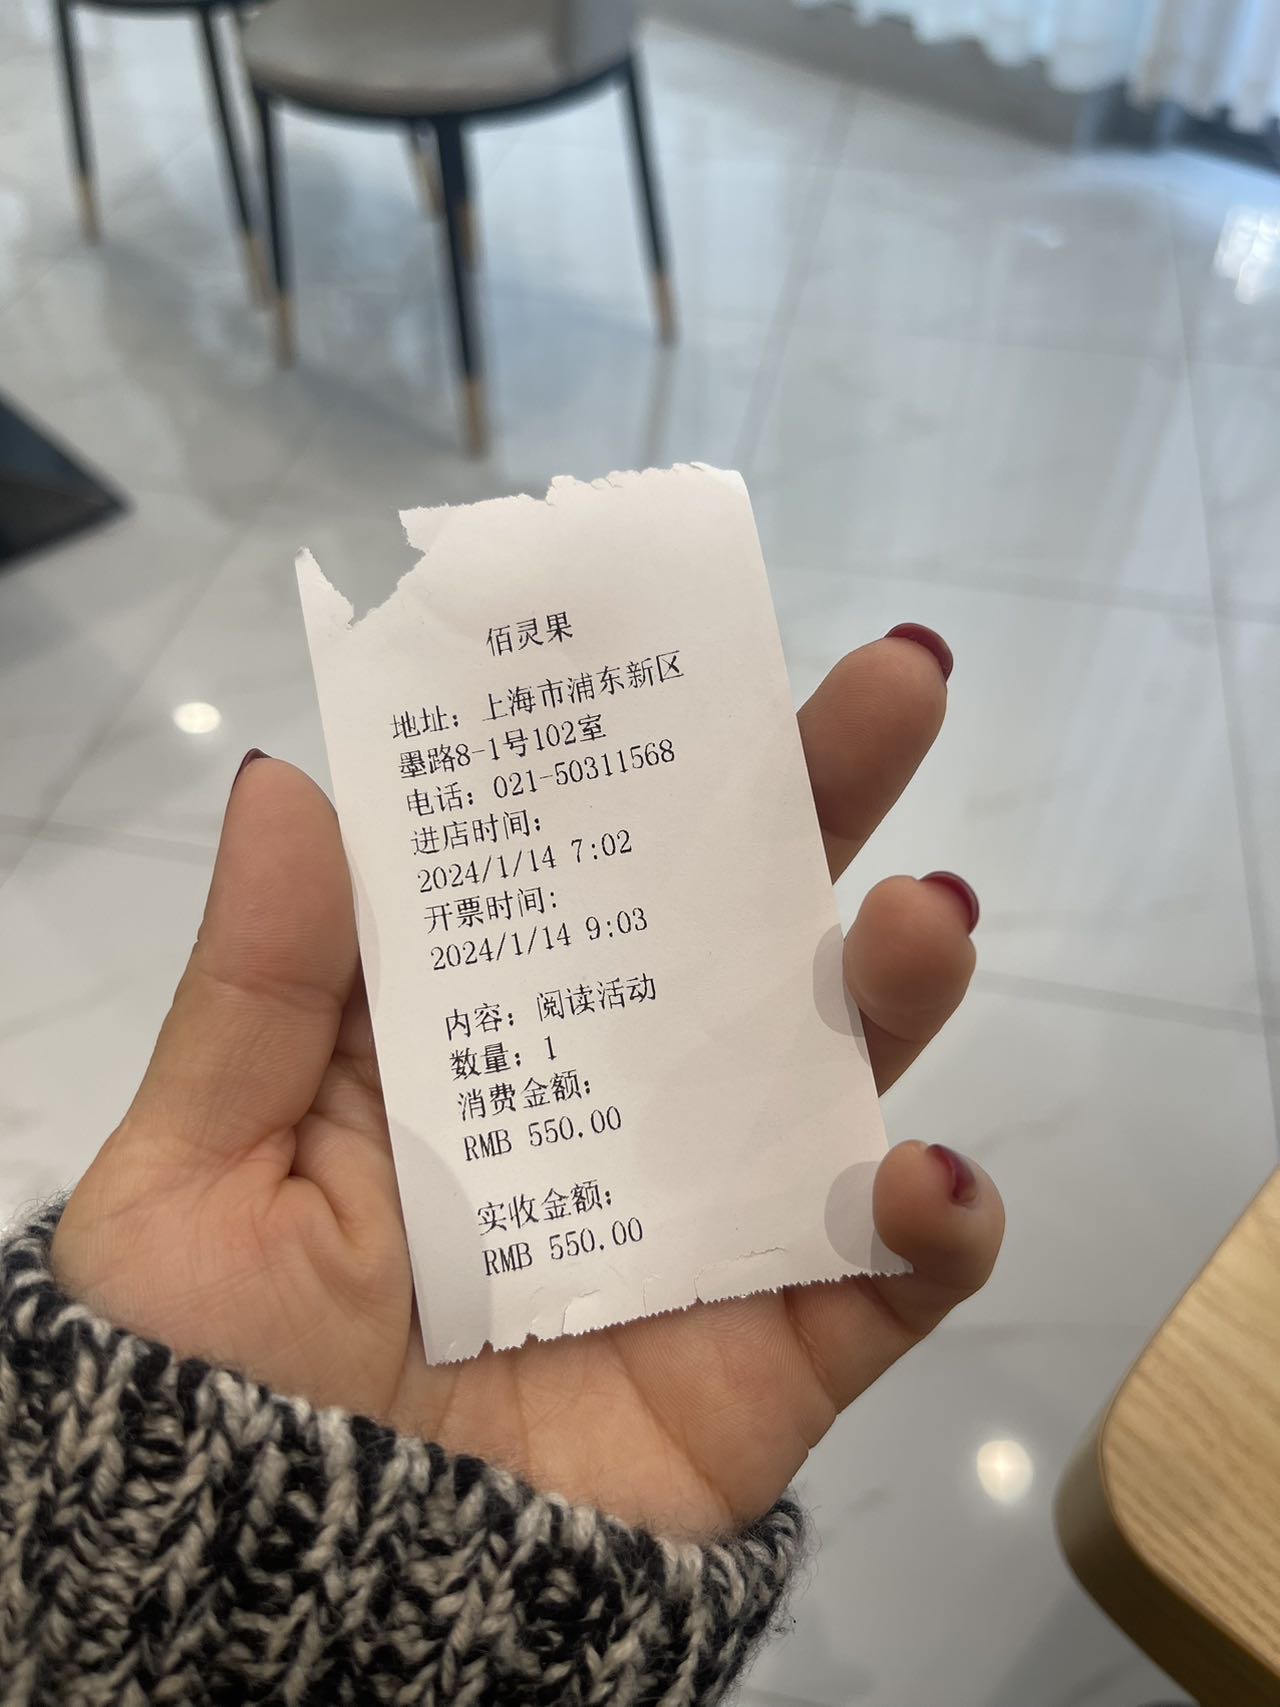 佰灵果
地址：上海市浦东新区
墨路8-1号102室
电话：021-50311568
进店时间：
2024/1/14 7:02
开票时间：
2024/1/14 9:03
内容：阅读活动
数量：1
消费金额：
RMB 550.00
实收金额：
RMB 550.00